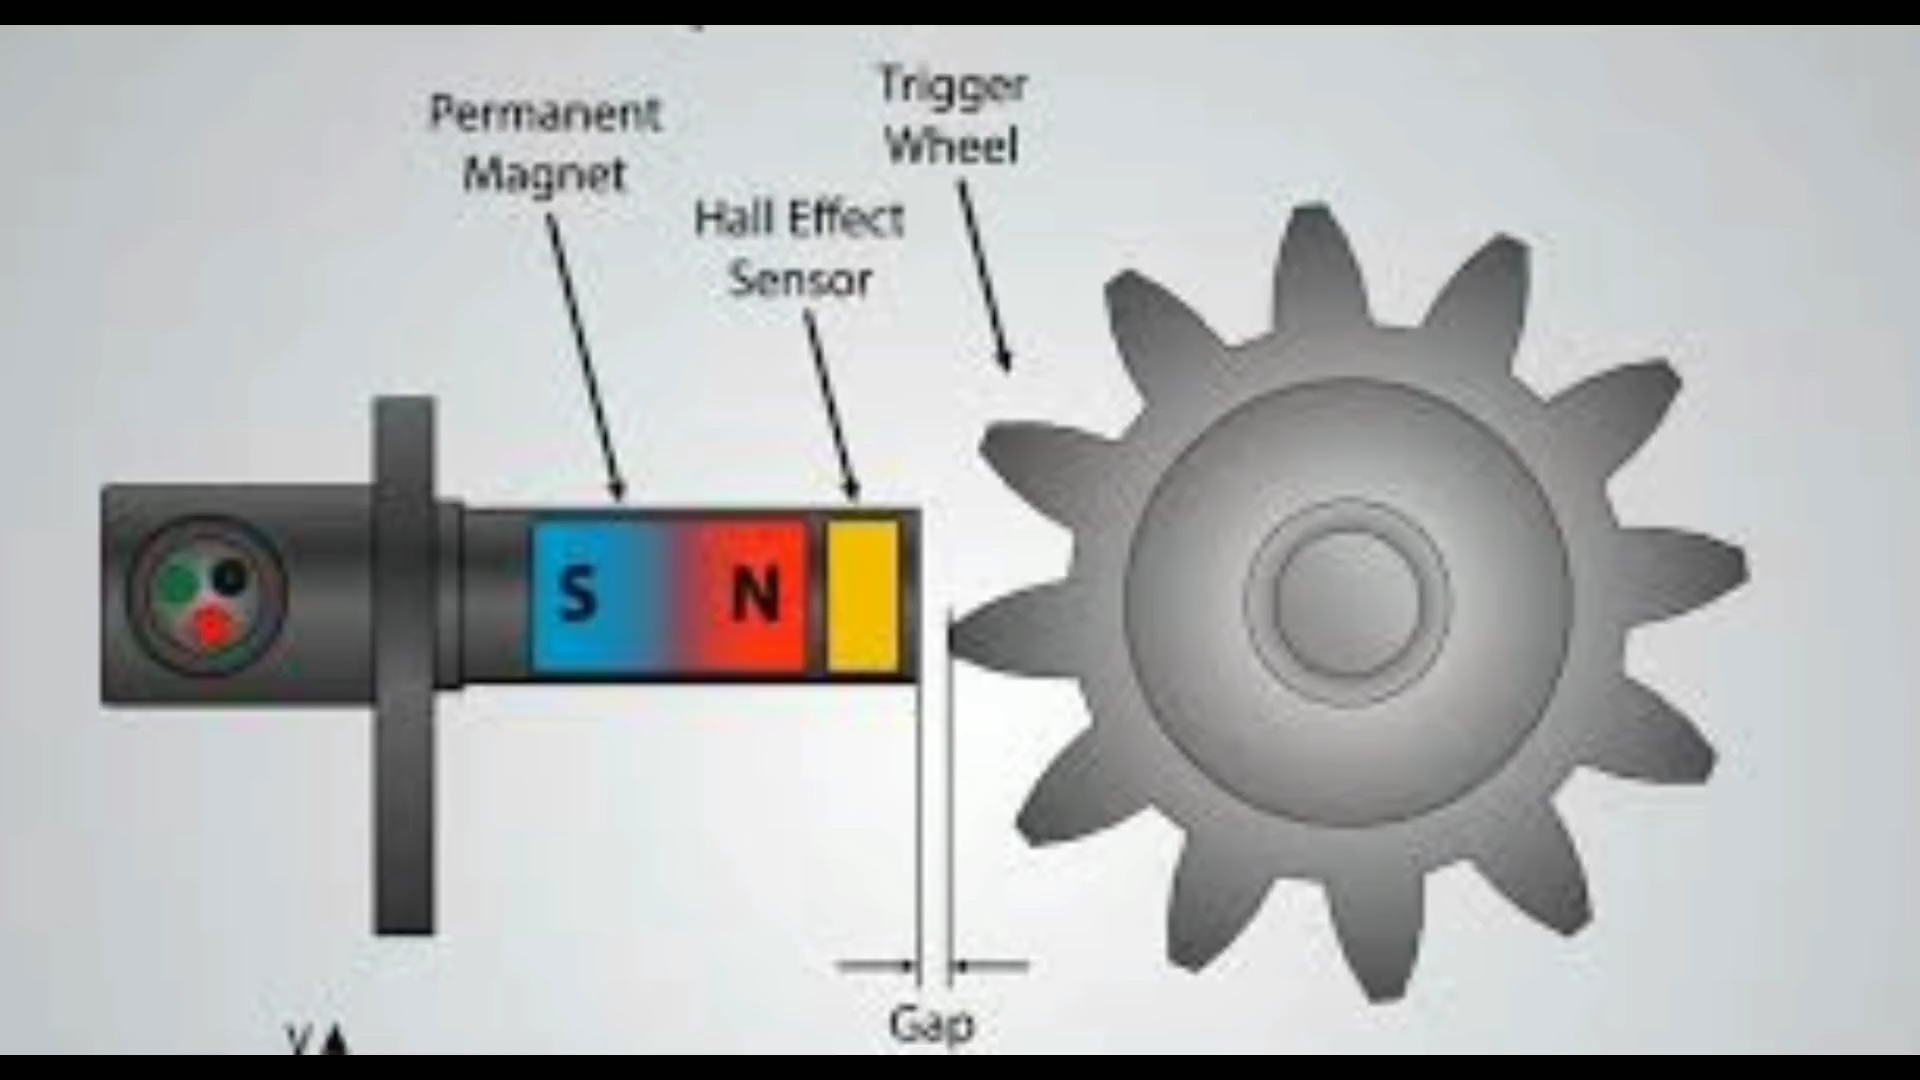 Permanent
Magnet
Hall Effect
Sensor
Trigger
Wheel
S
N
Gap
V